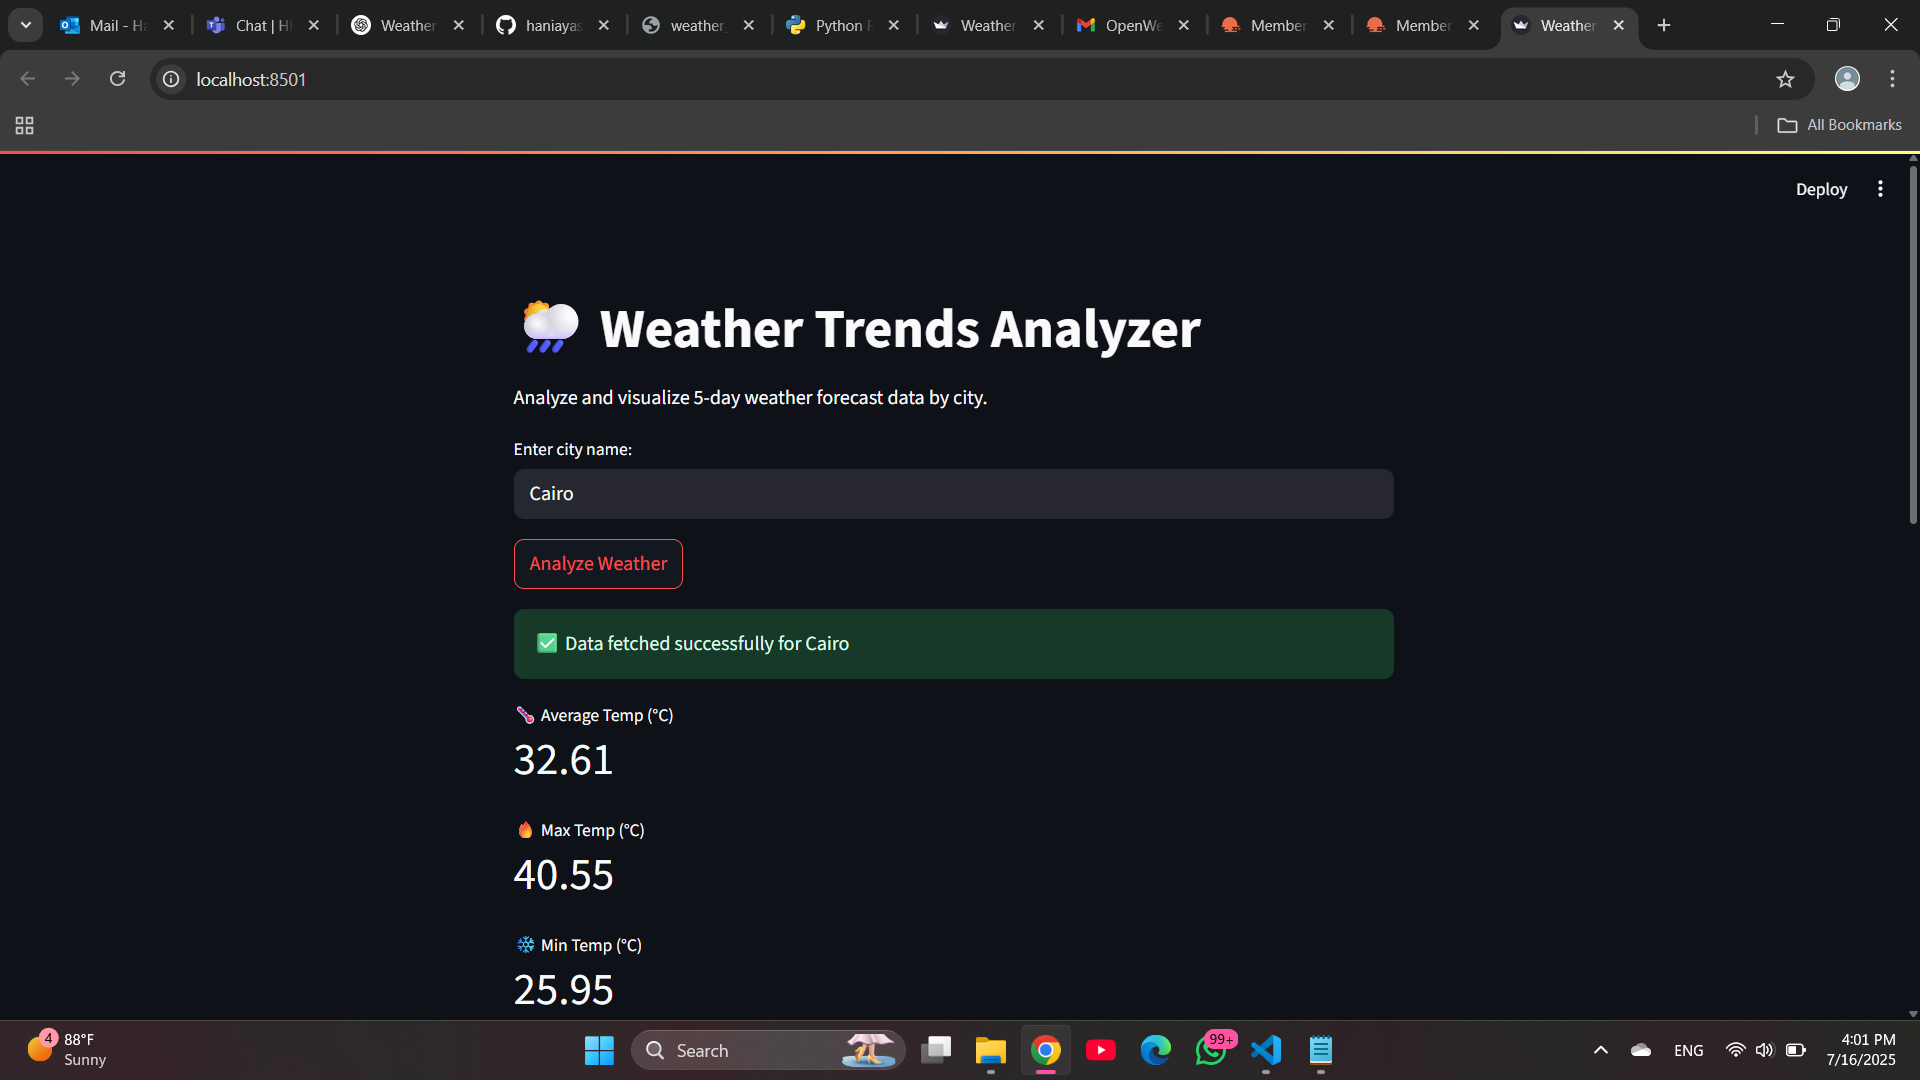 Mail - Ha
Chat | Hi
Weather
haniayas
weather_
Python F
Weather
OpenWe
Member
Member
Weather
localhost:8501
All Bookmarks
Deploy
Weather Trends Analyzer
Analyze and visualize 5-day weather forecast data by city.
Enter city name:
Cairo
Analyze Weather
Data fetched successfully for Cairo
Average Temp (°C)
32.61
Max Temp (°C)
40.55
Min Temp (°C)
25.95
4
88°F
Sunny
Search
99+
ENG
4:01 PM
7/16/2025